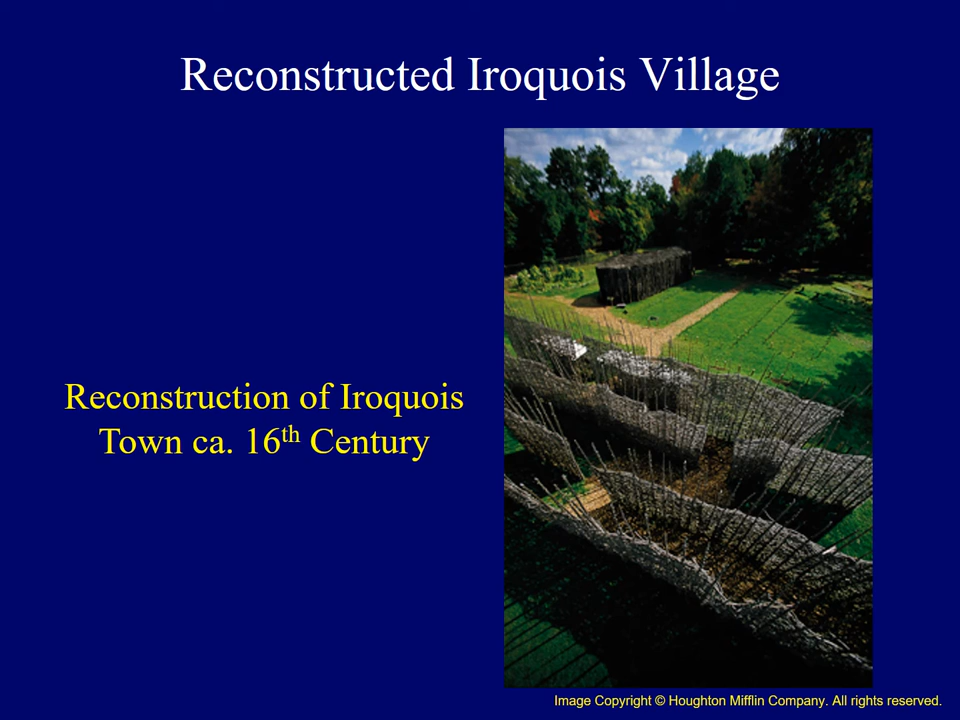 Reconstructed Iroquois Village
Reconstruction of Iroquois
Town ca. 16th Century
Image Copyright © Houghton Mifflin Company. All rights reserved.